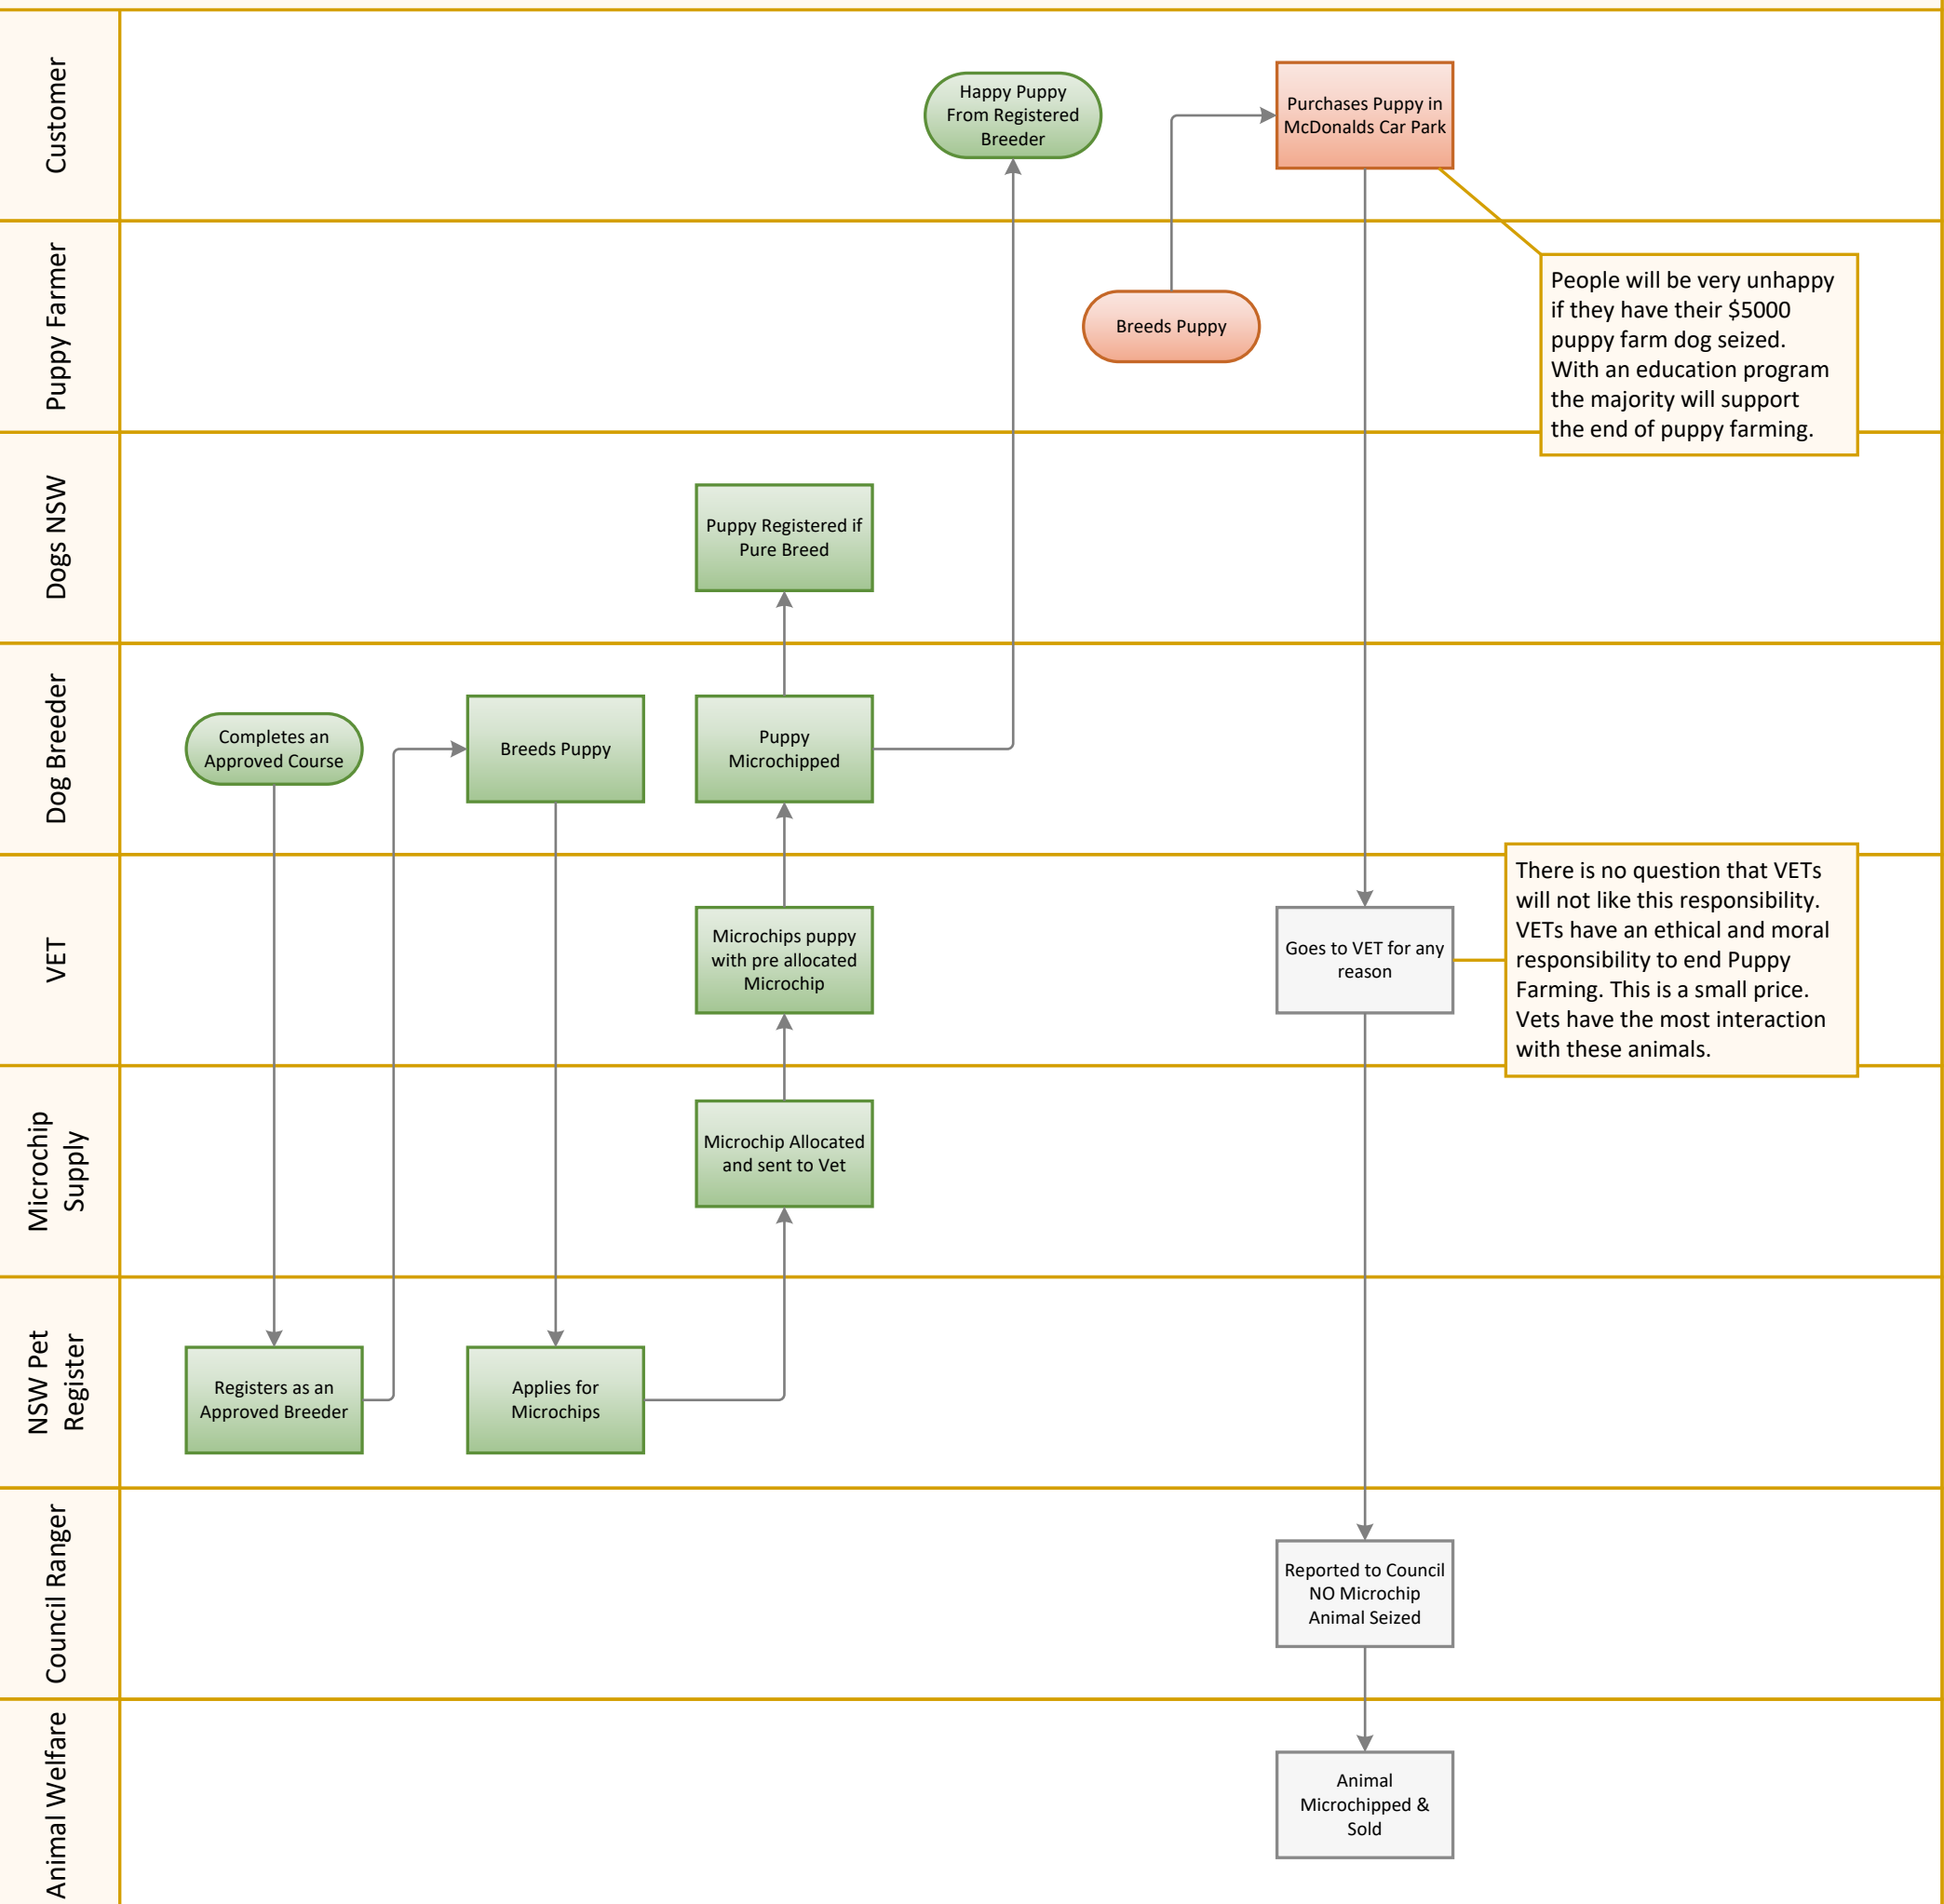 Customer
Happy Puppy
From Registered
Breeder
Purchases Puppy in
McDonalds Car Park
Puppy Farmer
Breeds Puppy
People will be very unhappy
if they have their $5000
puppy farm dog seized.
With an education program
the majority will support
the end of puppy farming.
Dogs NSW
Puppy Registered if
Pure Breed
Dog Breeder
Completes an
Approved Course
Breeds Puppy
Puppy
Microchipped
VET
Microchips puppy
with pre allocated
Microchip
Goes to VET for any
reason
There is no question that VETs
will not like this responsibility.
VETs have an ethical and moral
responsibility to end Puppy
Farming. This is a small price.
Vets have the most interaction
with these animals.
Microchip
Supply
Microchip Allocated
and sent to Vet
NSW Pet
Register
Registers as an
Approved Breeder
Applies for
Microchips
Council Ranger
Reported to Council
NO Microchip
Animal Seized
Animal Welfare
Animal
Microchipped &
Sold